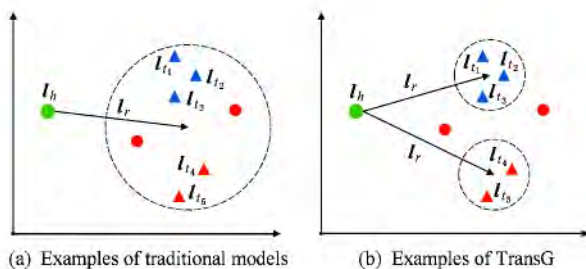 l_h
l_r
l_{t_1}
l_{t_2}
l_{t_3}
l_{t_4}
l_{t_5}
(a) Examples of traditional models
l_h
l_r
l_r
l_{t_1}
l_{t_2}
l_{t_3}
l_{t_4}
l_{t_5}
(b) Examples of TransG